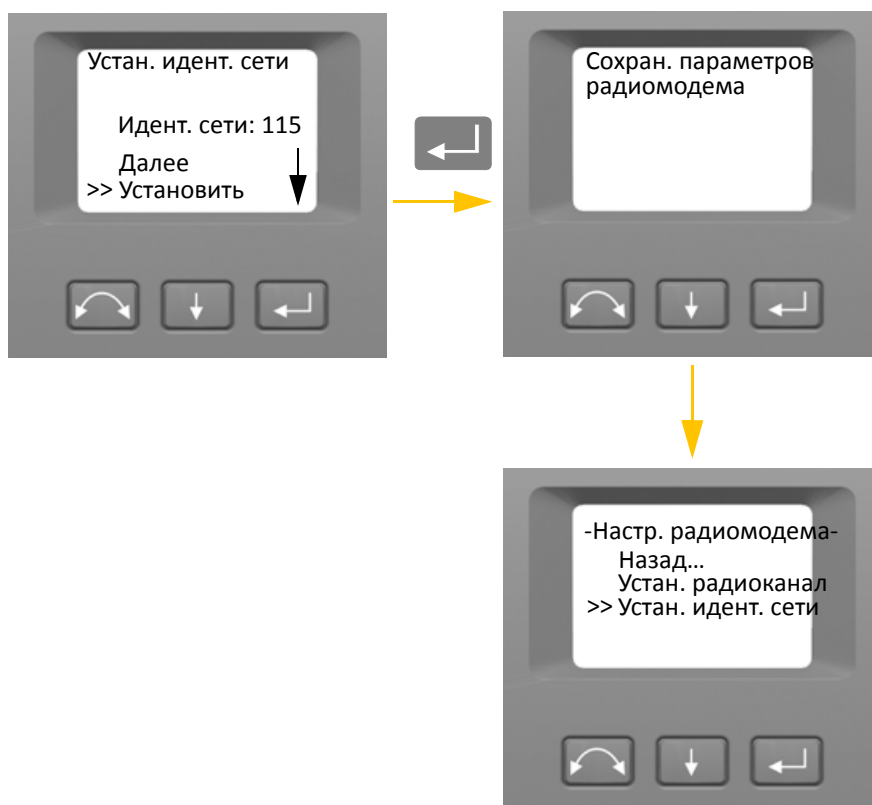 Устан. идент. сети
Идент. сети: 115
Далее
>> Установить
Сохран. параметров
радиомодема
-Настр. радиомодема-
Назад...
Устан. радиоканал
>> Устан. идент. сети